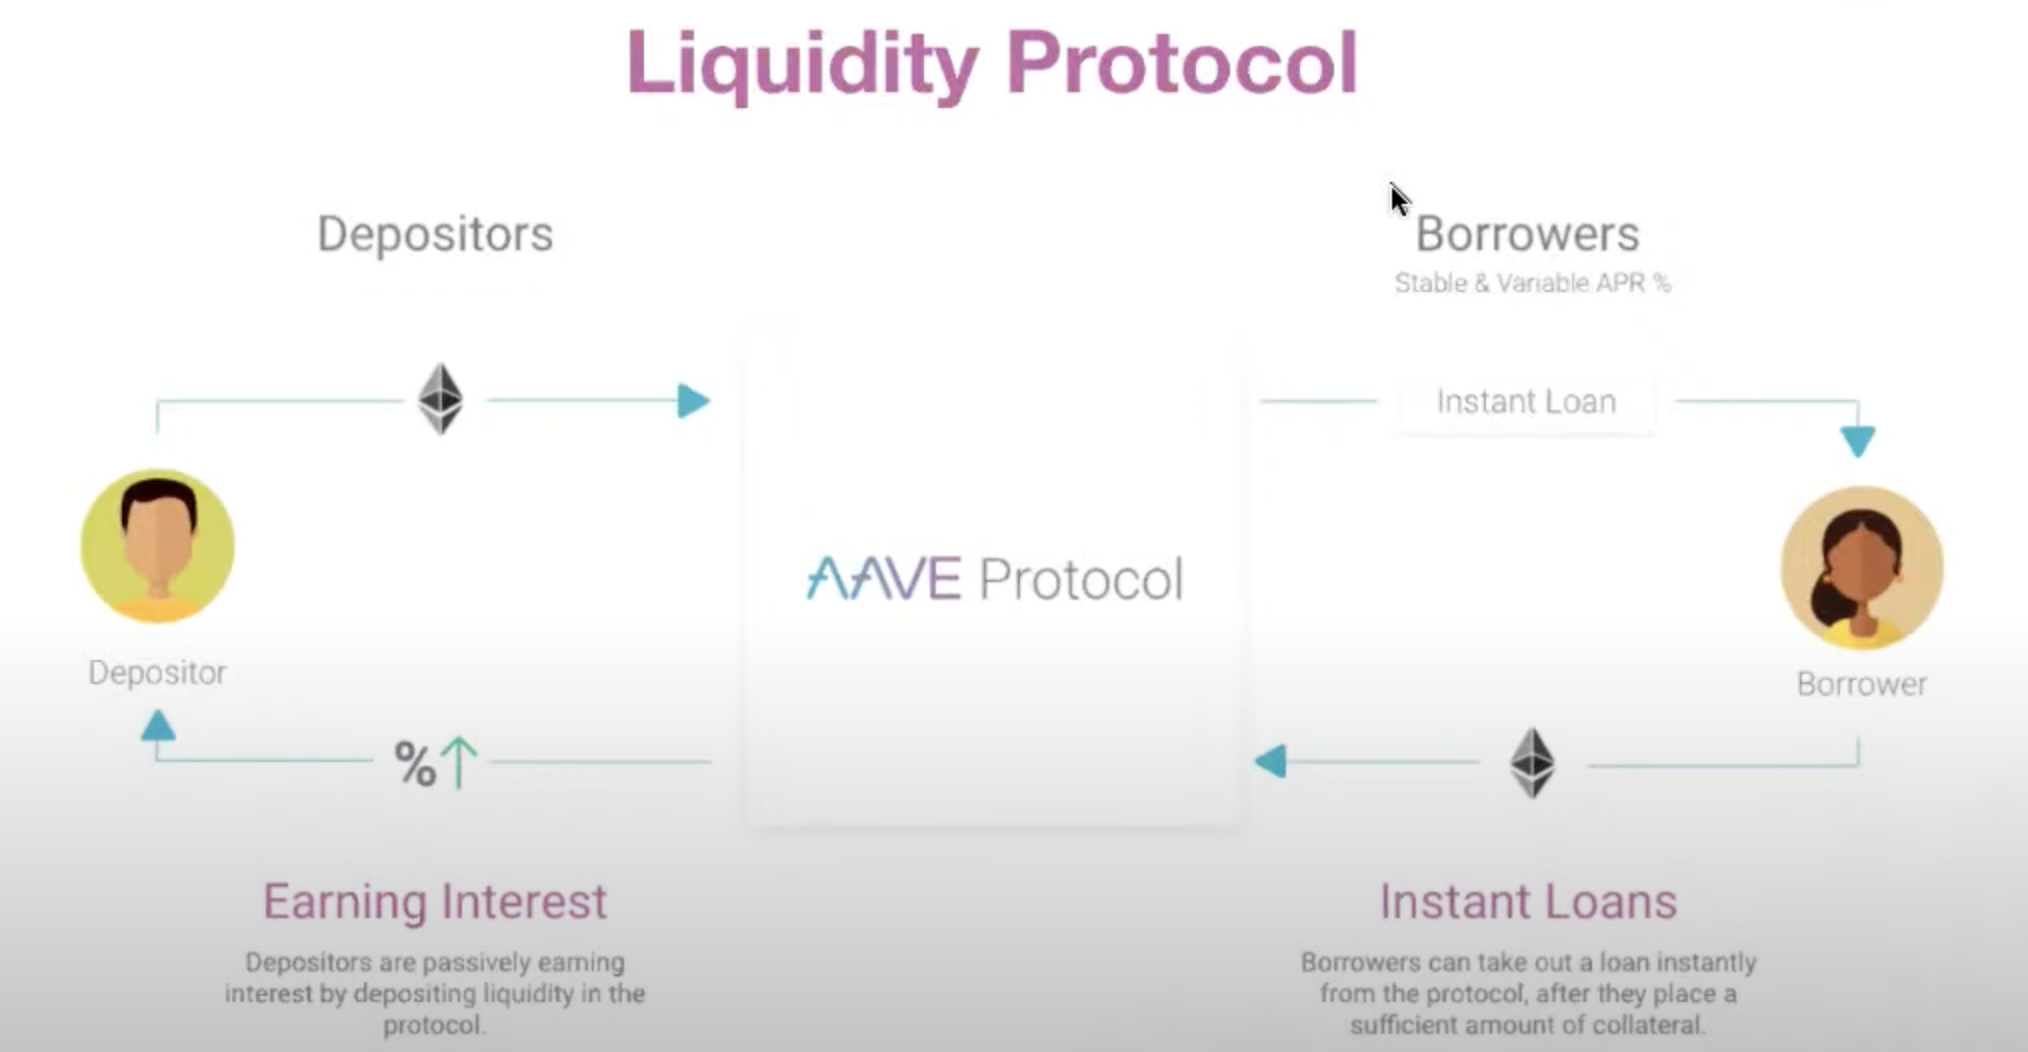 Liquidity Protocol
Depositors
Borrowers
Stable & Variable APR %
Instant Loan
AAVE Protocol
Depositor
Borrower
%
Earning Interest
Depositors are passively earning
interest by depositing liquidity in the
protocol.
Instant Loans
Borrowers can take out a loan instantly
from the protocol, after they place a
sufficient amount of collateral.